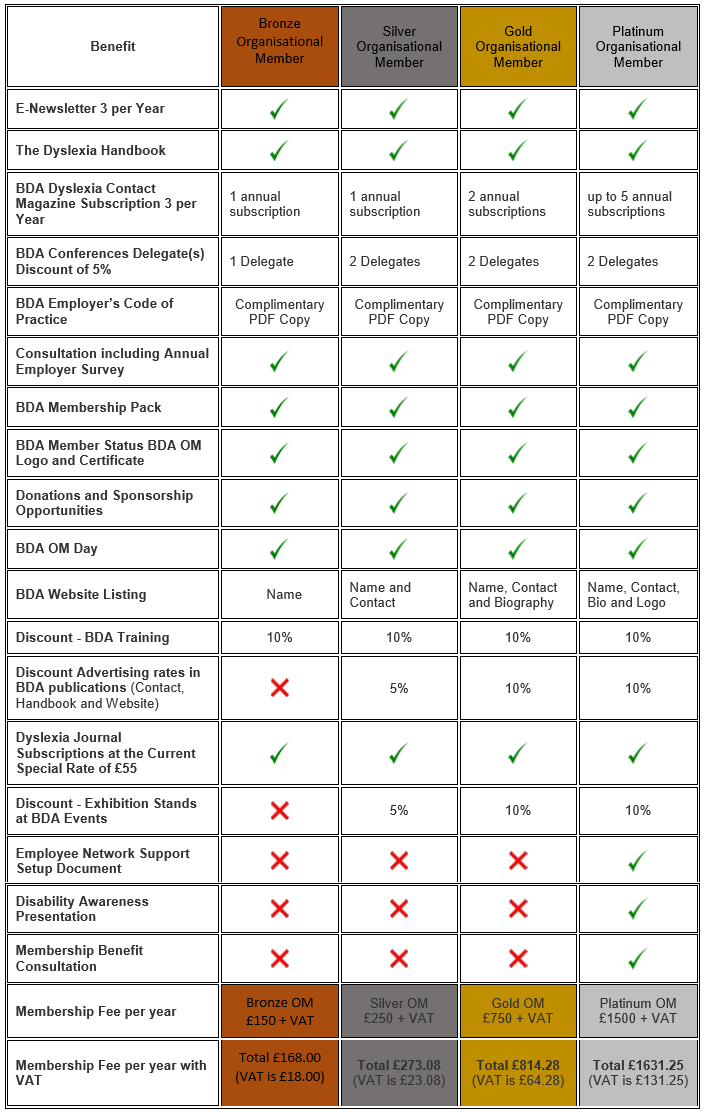 Benefit
Bronze
Organisational
Member
Silver
Organisational
Member
Gold
Organisational
Member
Platinum
Organisational
Member
E-Newsletter 3 per Year
The Dyslexia Handbook
BDA Dyslexia Contact
Magazine Subscription 3 per
Year
1 annual
subscription
1 annual
subscription
2 annual
subscriptions
up to 5 annual
subscriptions
BDA Conferences Delegate(s)
Discount of 5%
1 Delegate
2 Delegates
2 Delegates
2 Delegates
BDA Employer's Code of
Practice
Complimentary
PDF Copy
Complimentary
PDF Copy
Complimentary
PDF Copy
Complimentary
PDF Copy
Consultation including Annual
Employer Survey
BDA Membership Pack
BDA Member Status BDA OM
Logo and Certificate
Donations and Sponsorship
Opportunities
BDA OM Day
BDA Website Listing
Name
Name and
Contact
Name, Contact
and Biography
Name, Contact,
Bio and Logo
Discount - BDA Training
10%
10%
10%
10%
Discount Advertising rates in
BDA publications (Contact,
Handbook and Website)
5%
10%
10%
Dyslexia Journal
Subscriptions at the Current
Special Rate of £55
Discount - Exhibition Stands
at BDA Events
5%
10%
10%
Employee Network Support
Setup Document
Disability Awareness
Presentation
Membership Benefit
Consultation
Membership Fee per year
Bronze OM
£150 + VAT
Silver OM
£250 + VAT
Gold OM
£750 + VAT
Platinum OM
£1500 + VAT
Membership Fee per year with
VAT
Total £168.00
(VAT is £18.00)
Total £273.08
(VAT is £23.08)
Total £814.28
(VAT is £64.28)
Total £1631.25
(VAT is £131.25)